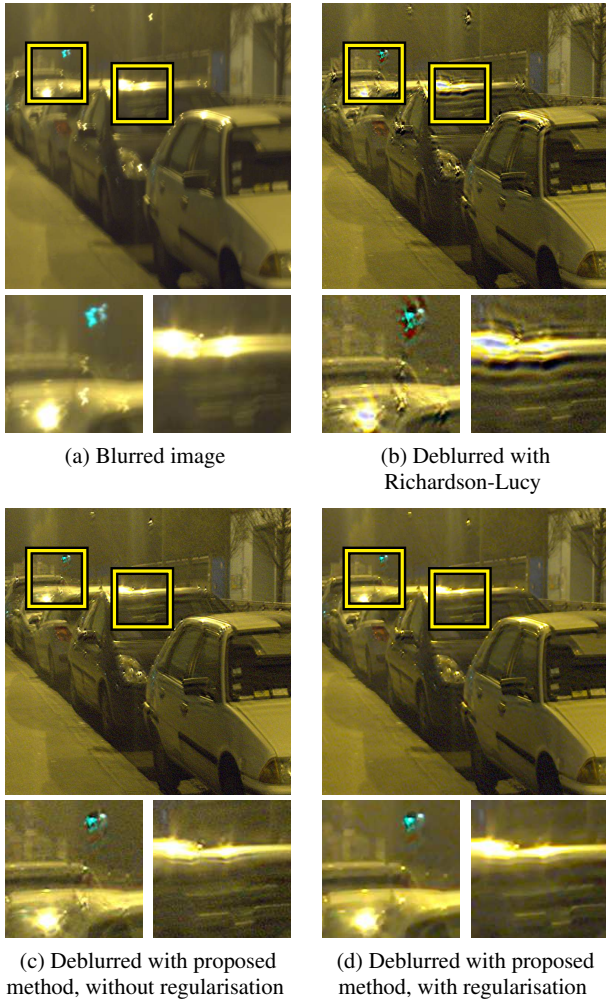 (a) Blurred image
(b) Deblurred with
Richardson-Lucy
(c) Deblurred with proposed
method, without regularisation
(d) Deblurred with proposed
method, with regularisation